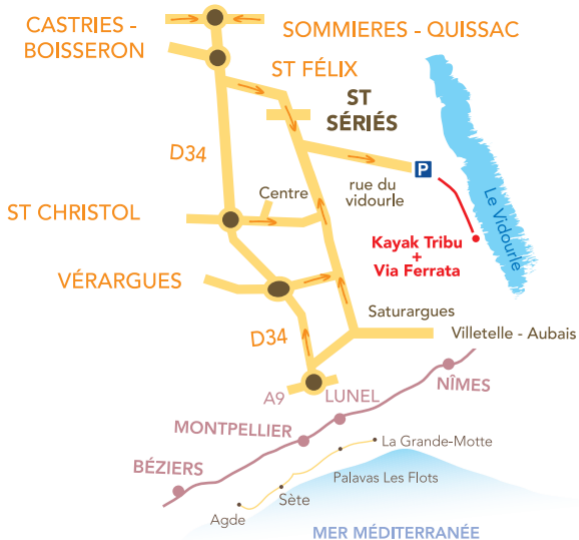 CASTRIES -
BOISSERON
SOMMIERES - QUISSAC
ST FÉLIX
ST
SÉRIÉS
D34
P
Centre
rue du
vidourle
Le Vidourle
ST CHRISTOL
Kayak Tribu
+
Via Ferrata
VÉRARGUES
Saturargues
D34
Villetelle - Aubais
A9
LUNEL
NÎMES
MONTPELLIER
BÉZIERS
La Grande-Motte
Palavas Les Flots
Sète
Agde
MER MÉDITERRANÉE